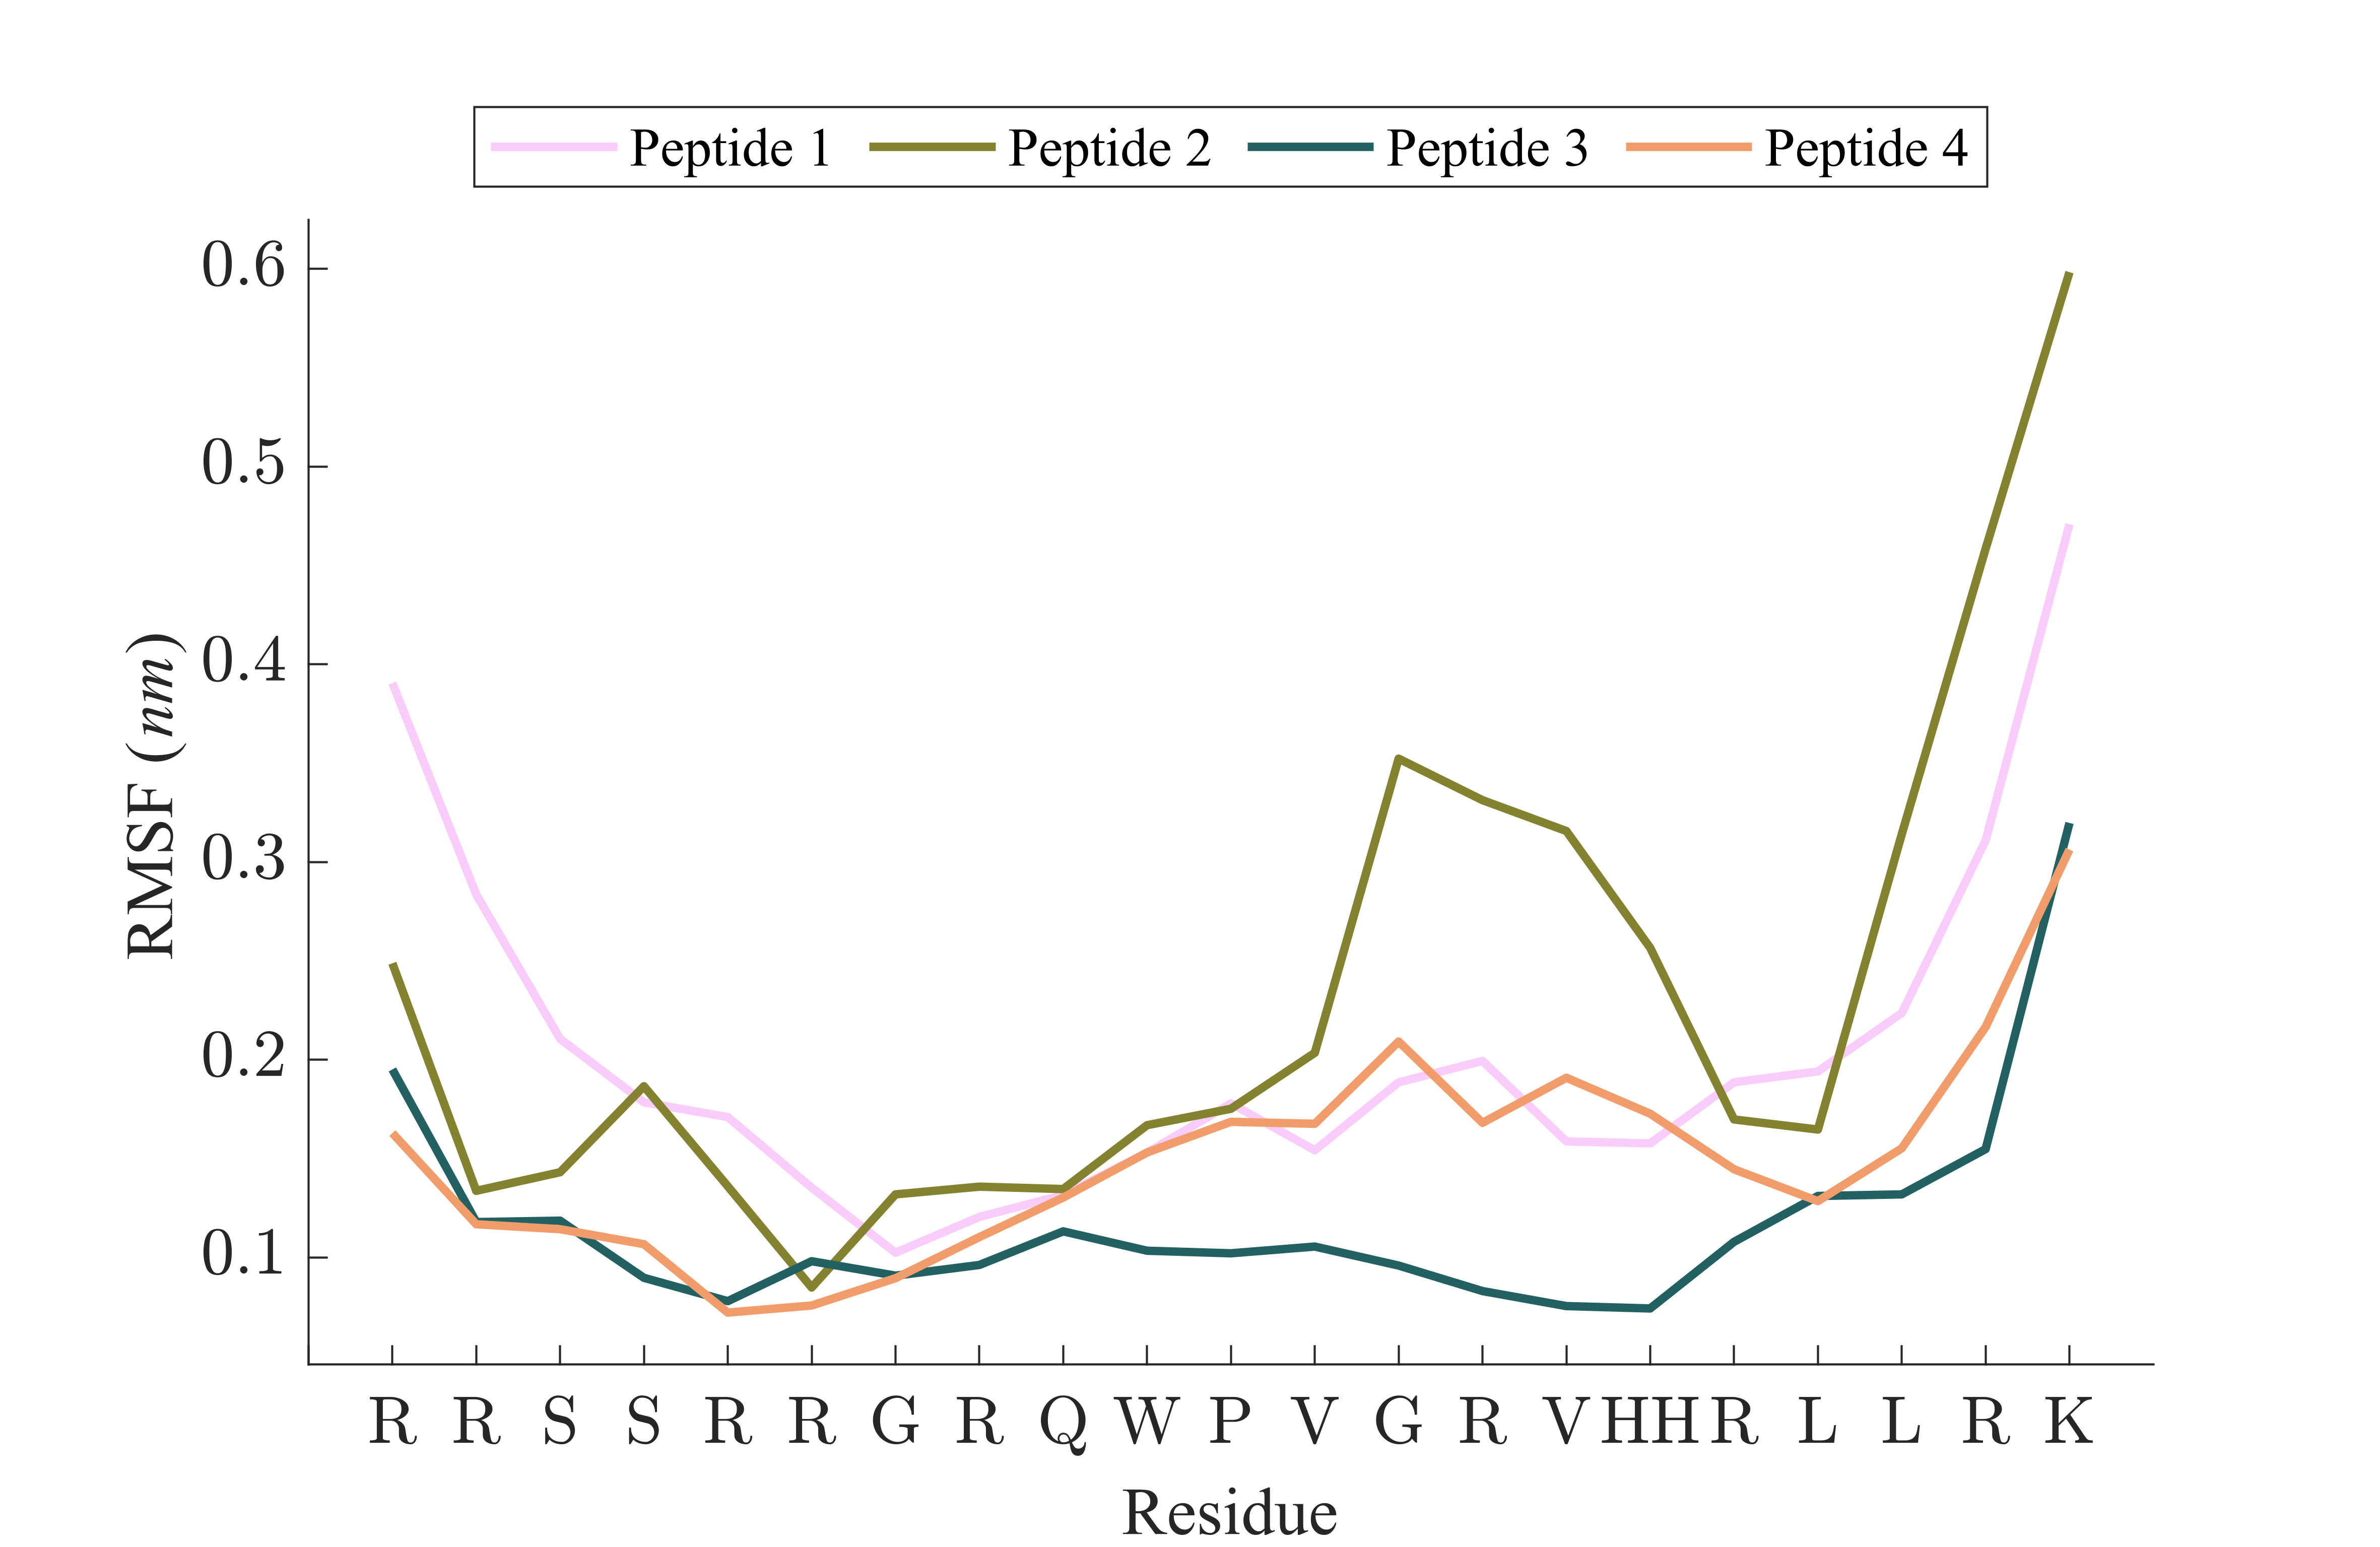 Peptide 1 Peptide 2 Peptide 3 Peptide 4
0.6
0.5
0.4
0.3
0.2
0.1
RMSF (nm)
R R S S R R G R Q W P V G R V HHH R L L R K
Residue